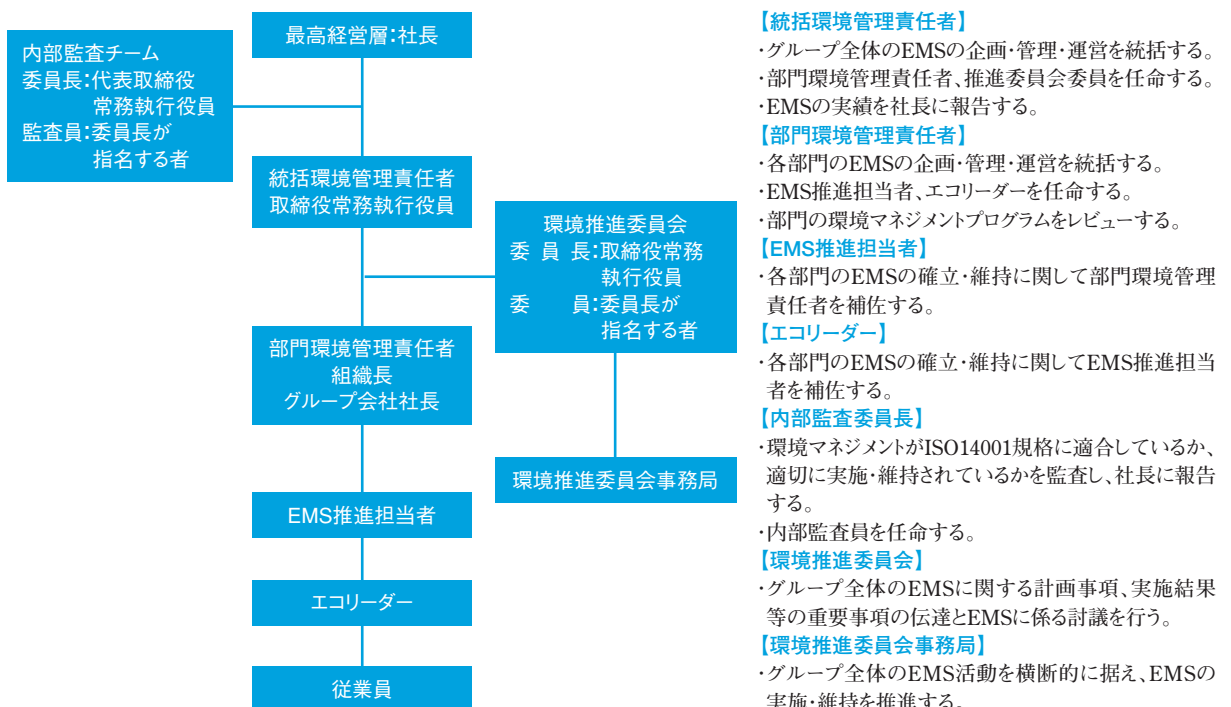 最高経営層:社長
内部監査チーム
委員長:代表取締役
常務執行役員
監査員:委員長が
指名する者
統括環境管理責任者
取締役常務執行役員
環境推進委員会
委員長:取締役常務
執行役員
委員:委員長が
指名する者
部門環境管理責任者
組織長
グループ会社社長
環境推進委員会事務局
EMS推進担当者
エコリーダー
従業員
【統括環境管理責任者】
・グループ全体のEMSの企画・管理・運営を統括する。
・部門環境管理責任者、推進委員会委員を任命する。
・EMSの実績を社長に報告する。
【部門環境管理責任者】
・各部門のEMSの企画・管理・運営を統括する。
・EMS推進担当者、エコリーダーを任命する。
・部門の環境マネジメントプログラムをレビューする。
【EMS推進担当者】
・各部門のEMSの確立・維持に関して部門環境管理
責任者を補佐する。
【エコリーダー】
・各部門のEMSの確立・維持に関してEMS推進担当
者を補佐する。
【内部監査委員長】
・環境マネジメントがISO14001規格に適合しているか、
適切に実施・維持されているかを監査し、社長に報告
する。
・内部監査員を任命する。
【環境推進委員会】
・グループ全体のEMSに関する計画事項、実施結果
等の重要事項の伝達とEMSに係る討議を行う。
【環境推進委員会事務局】
・グループ全体のEMS活動を横断的に据え、EMSの
実施・維持を推進する。